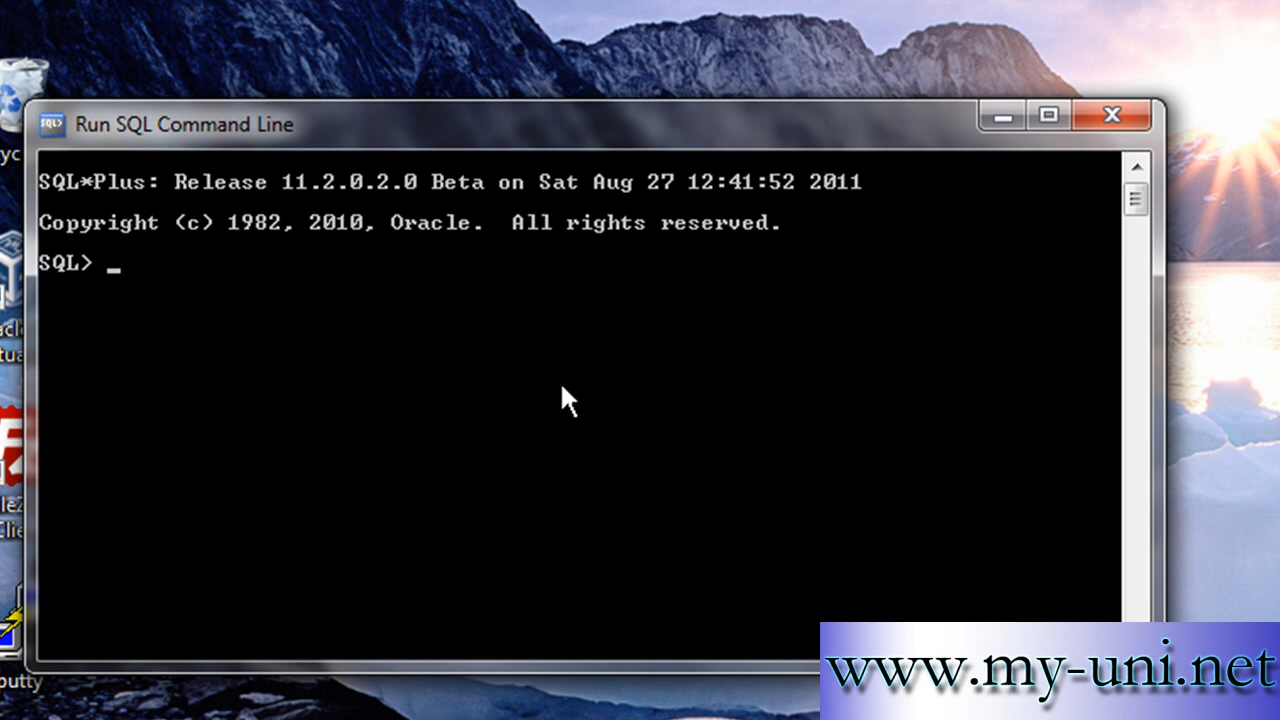 Run SQL Command Line
SQL*Plus: Release 11.2.0.2.0 Beta on Sat Aug 27 12:41:52 2011
Copyright (c) 1982, 2010, Oracle.  All rights reserved.
SQL> _
putty
www.my-uni.net